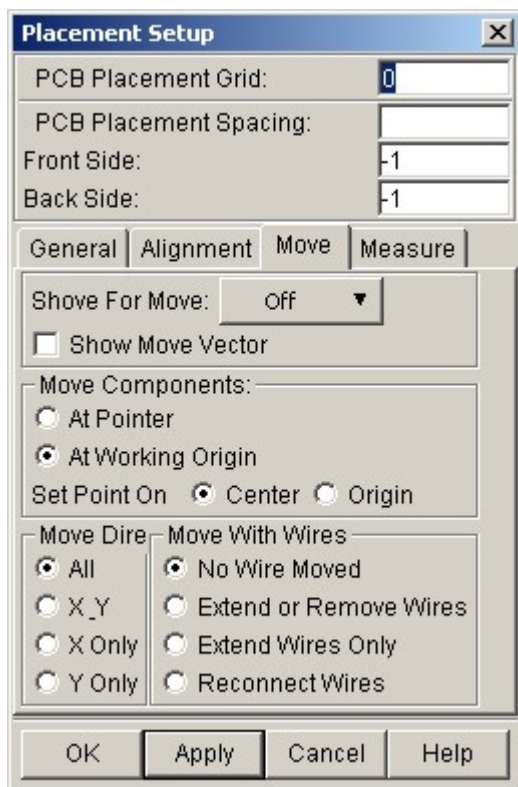 Placement Setup
PCB Placement Grid: 0
PCB Placement Spacing:
Front Side: -1
Back Side: -1
General Alignment Move Measure
Shove For Move: Off
Show Move Vector
Move Components:
At Pointer
At Working Origin
Set Point On Center Origin
Move Dire Move With Wires
All No Wire Moved
X_Y Extend or Remove Wires
X Only Extend Wires Only
Y Only Reconnect Wires
OK Apply Cancel Help